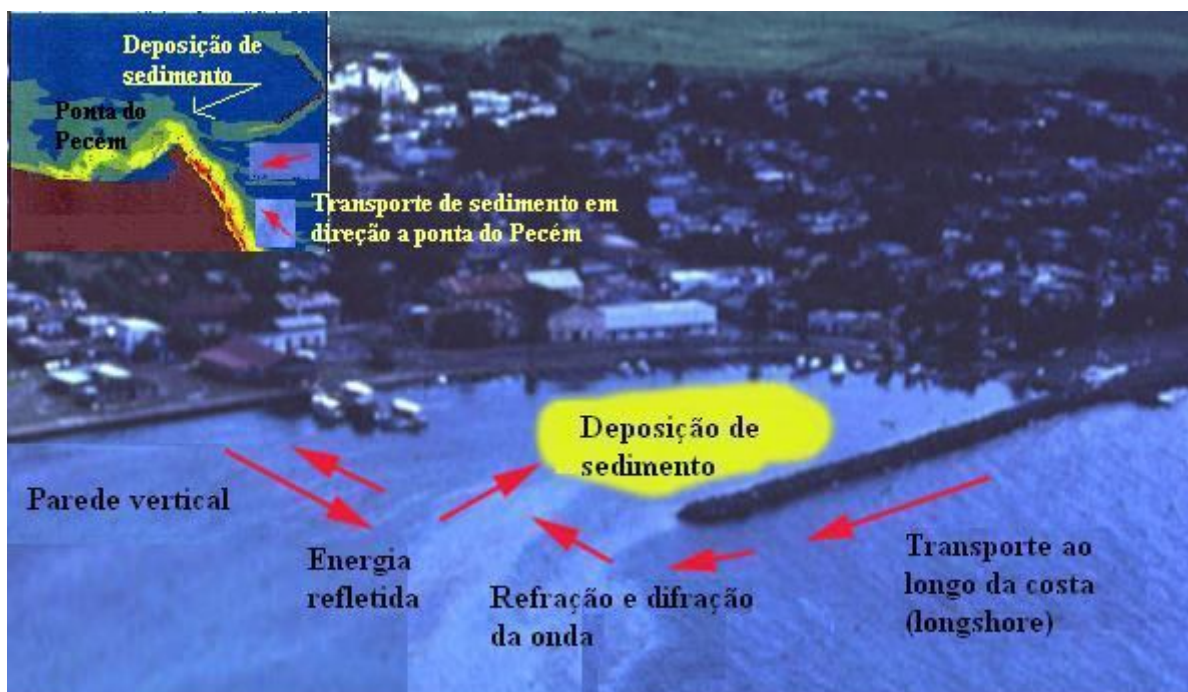 Deposição de
sedimento
Ponta do
Pecém
Transporte de sedimento em
direção a ponta do Pecém
Deposição de
sedimento
Parede vertical
Energia
refletida
Refração e difração
da onda
Transporte ao
longo da costa
(longshore)